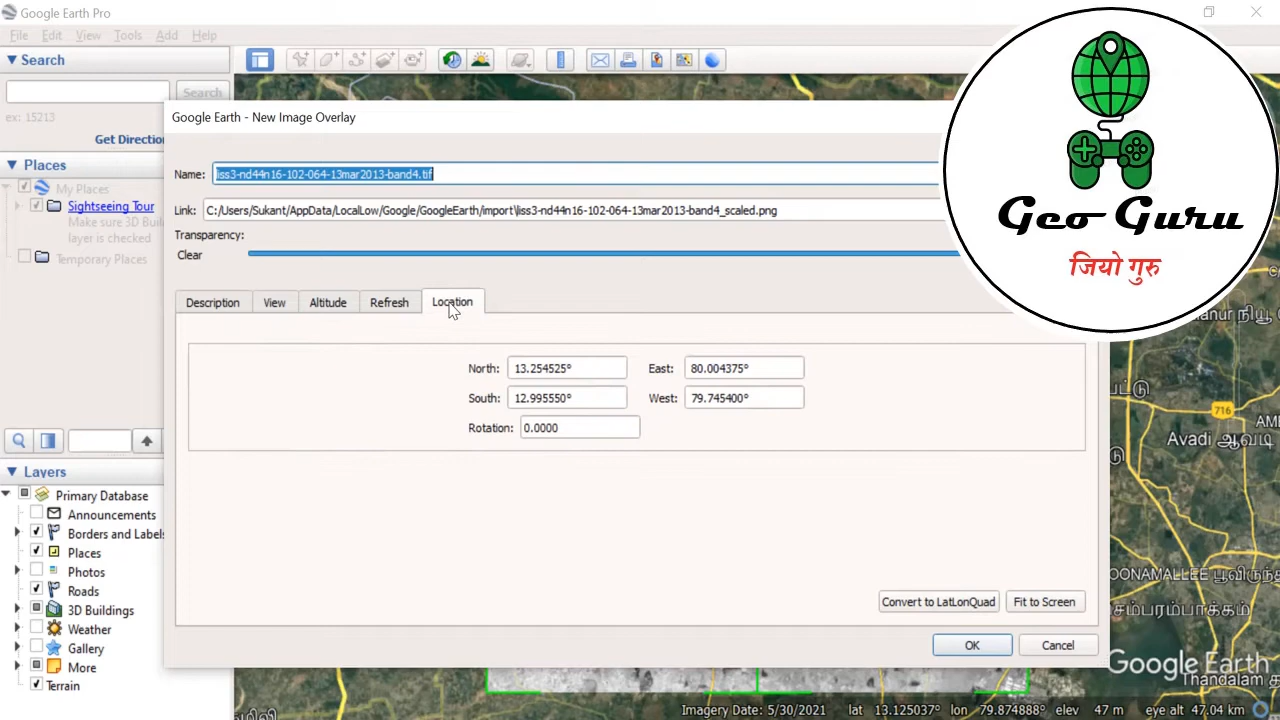 Google Earth Pro
File Edit View Tools Add Help
Search
Search
ex: 15213
Get Directio
Places
My Places
Sightseeing Tour
Make sure 3D Buil
layer is checked
Temporary Places
Layers
Primary Database
Announcements
Borders and Labels
Places
Photos
Roads
3D Buildings
Weather
Gallery
More
Terrain
Google Earth - New Image Overlay
Name: liss3-nd44n16-102-064-13mar2013-band4.tif
Link: C:/Users/Sukant/AppData/LocalLow/Google/GoogleEarth/import\liss3-nd44n16-102-064-13mar2013-band4_scaled.png
Transparency:
Clear
Description View Altitude Refresh Location
North: 13.254525° East: 80.004375°
South: 12.995550° West: 79.745400°
Rotation: 0.0000
Convert to LatLonQuad Fit to Screen
OK Cancel
Geo Guru
जियो गुरु
716
Avadi ஆவடி
Google Earth
Imagery Date: 5/30/2021 lat 13.125037° lon 79.874888° elev 47 m eye alt 47.04 km